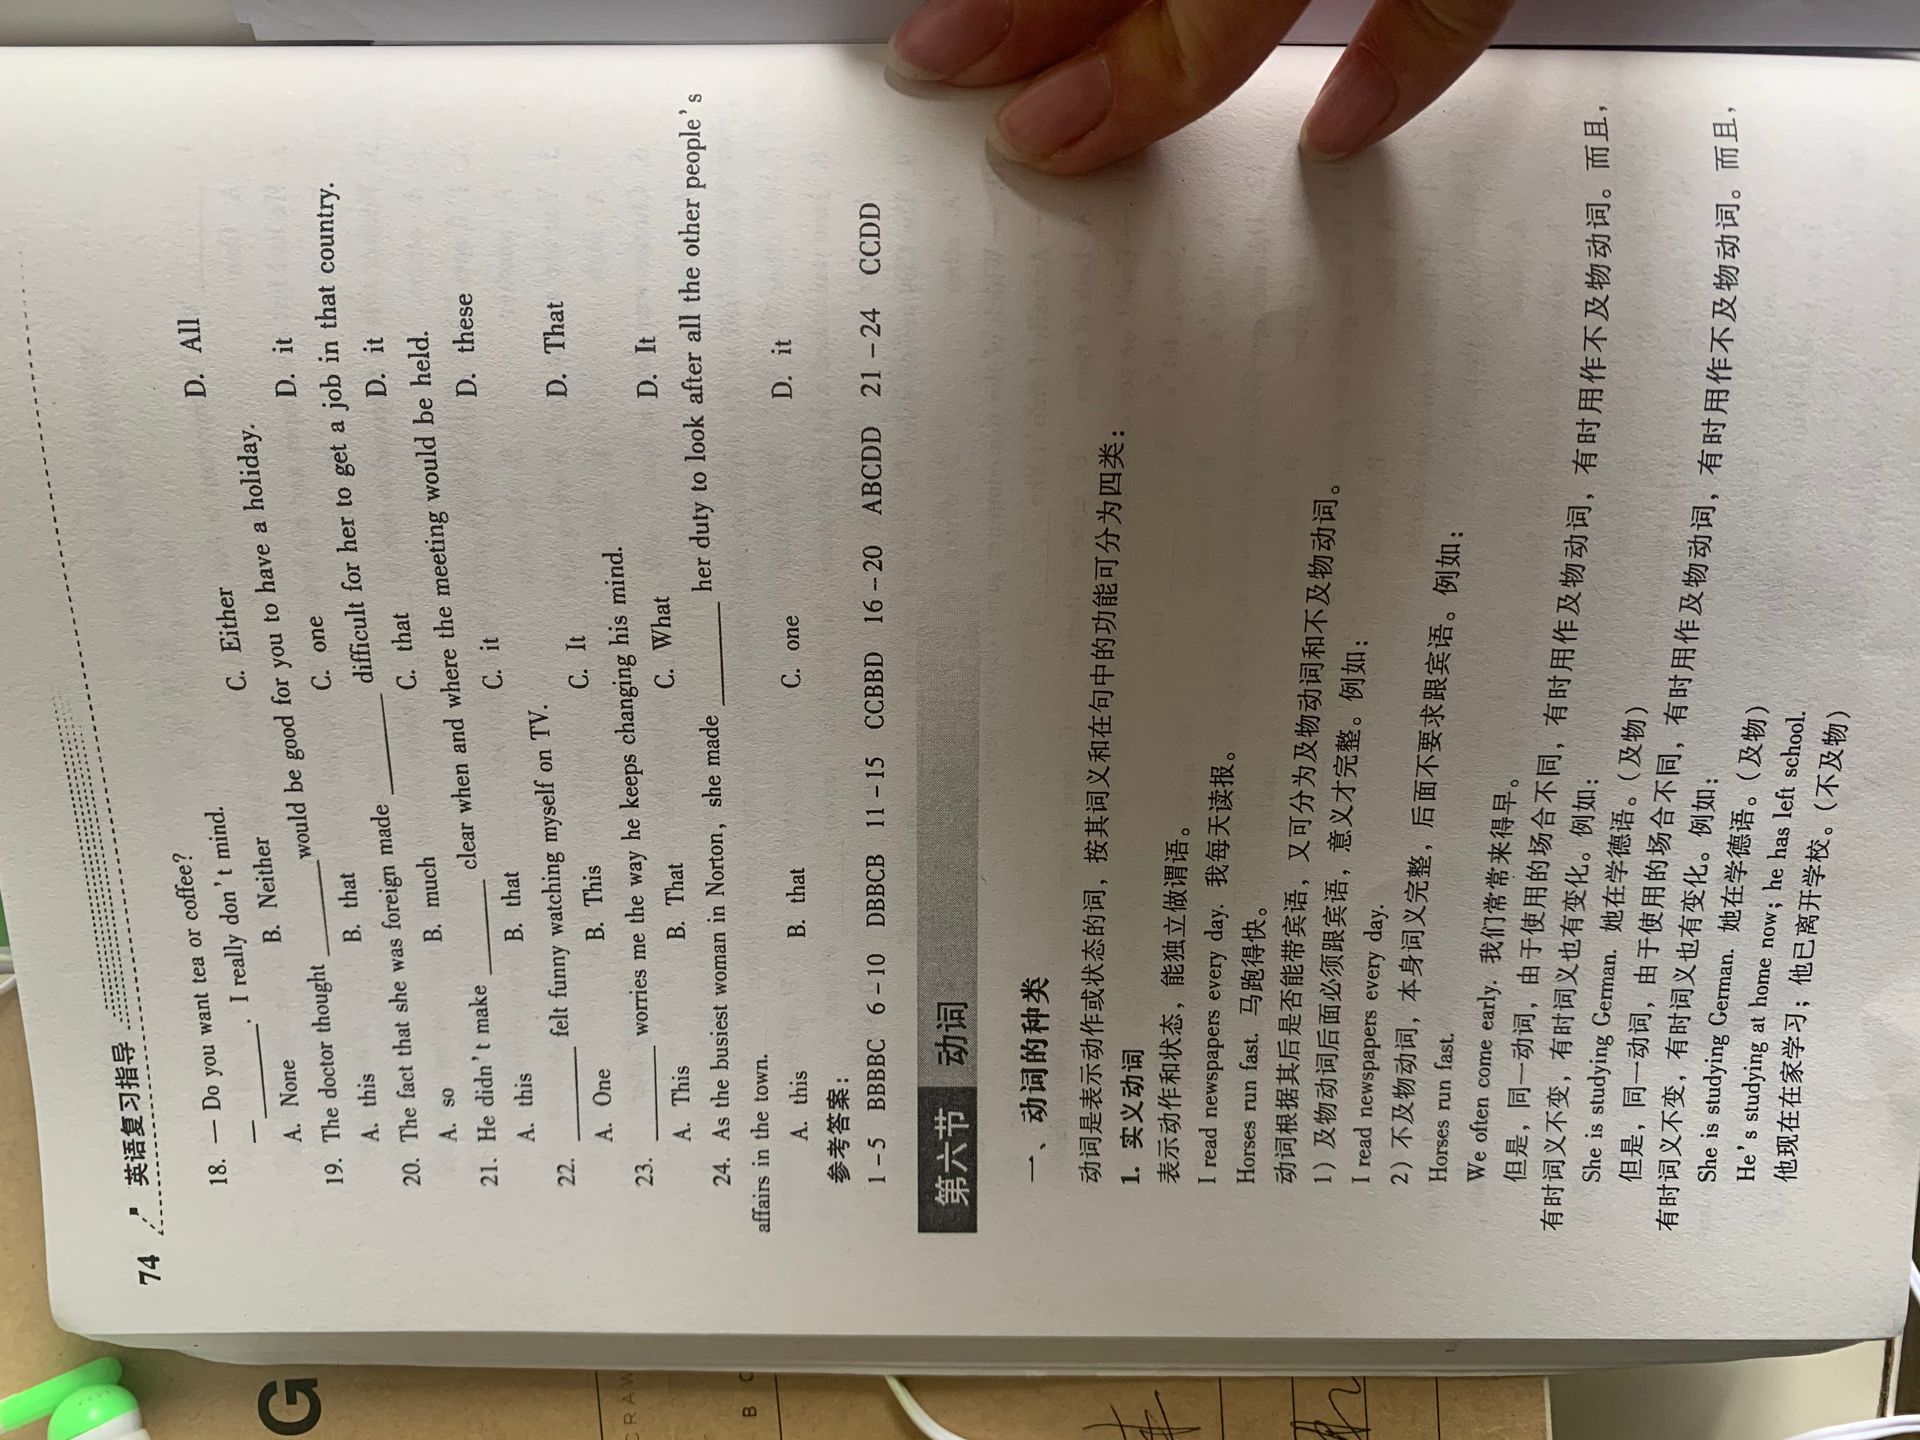 74 英语复习指导
18. — Do you want tea or coffee?
— ________. I really don't mind.
A. None B. Neither C. Either D. All
19. The doctor thought ________ would be good for you to have a holiday.
A. this B. that C. one D. it
20. The fact that she was foreign made ________ difficult for her to get a job in that country.
A. so B. much C. that D. it
21. He didn't make ________ clear when and where the meeting would be held.
A. this B. that C. it D. these
22. ________ felt funny watching myself on TV.
A. One B. This C. It D. That
23. ________ worries me the way he keeps changing his mind.
A. This B. That C. What D. It
24. As the busiest woman in Norton, she made ________ her duty to look after all the other people's
affairs in the town.
A. this B. that C. one D. it
参考答案：
1-5 BBBBC 6-10 DBBCB 11-15 CCBBD 16-20 ABCDD 21-24 CCDD
第六节 动词
一、动词的种类
动词是表示动作或状态的词，按其词义和在句中的功能可分为四类：
1. 实义动词
表示动作和状态，能独立做谓语。
I read newspapers every day. 我每天读报。
Horses run fast. 马跑得快。
动词根据其后是否能带宾语，又可分为及物动词和不及物动词。
1）及物动词后面必须跟宾语，意义才完整。例如：
I read newspapers every day.
2）不及物动词，本身词义完整，后面不要求跟宾语。例如：
Horses run fast.
We often come early. 我们常常来得早。
但是，同一动词，由于使用的场合不同，有时用作及物动词，有时用作不及物动词。而且，
有时词义不变，有时词义也有变化。例如：
She is studying German. 她在学德语。（及物）
但是，同一动词，由于使用的场合不同，有时用作及物动词，有时用作不及物动词。而且，
有时词义不变，有时词义也有变化。例如：
She is studying German. 她在学德语。（及物）
He's studying at home now; he has left school.
他现在在家学习；他已离开学校。（不及物）
G